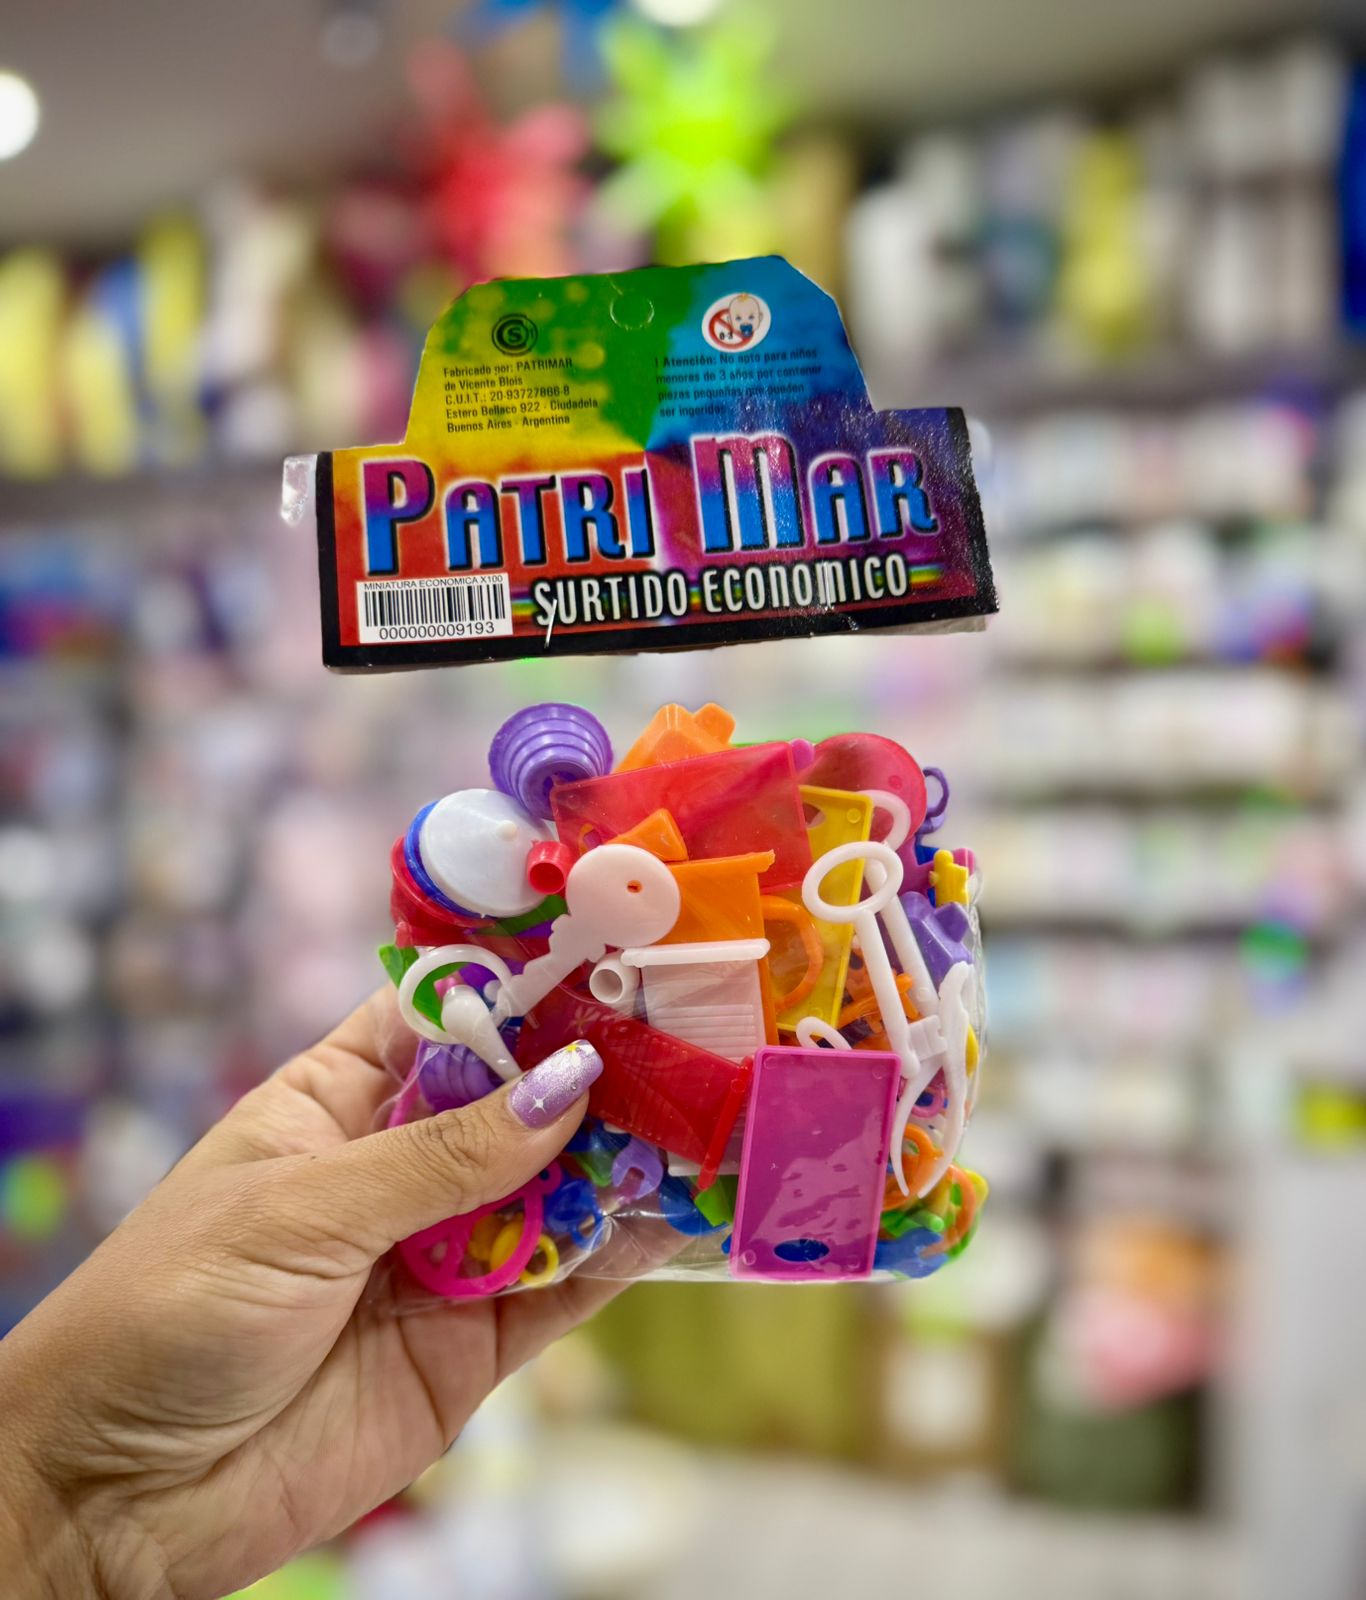 S
0-3
Fabricado por: PATRIMAR
de Vicente Blois
C.U.I.T.: 20-93727866-8
Estero Bellaco 922 - Ciudadela
Buenos Aires - Argentina
! Atención: No apto para niños
menores de 3 años por contener
piezas pequeñas que pueden
ser ingeridas
PATRI MAR
SURTIDO ECONOMICO
MINIATURA ECONOMICA X100
000000009193